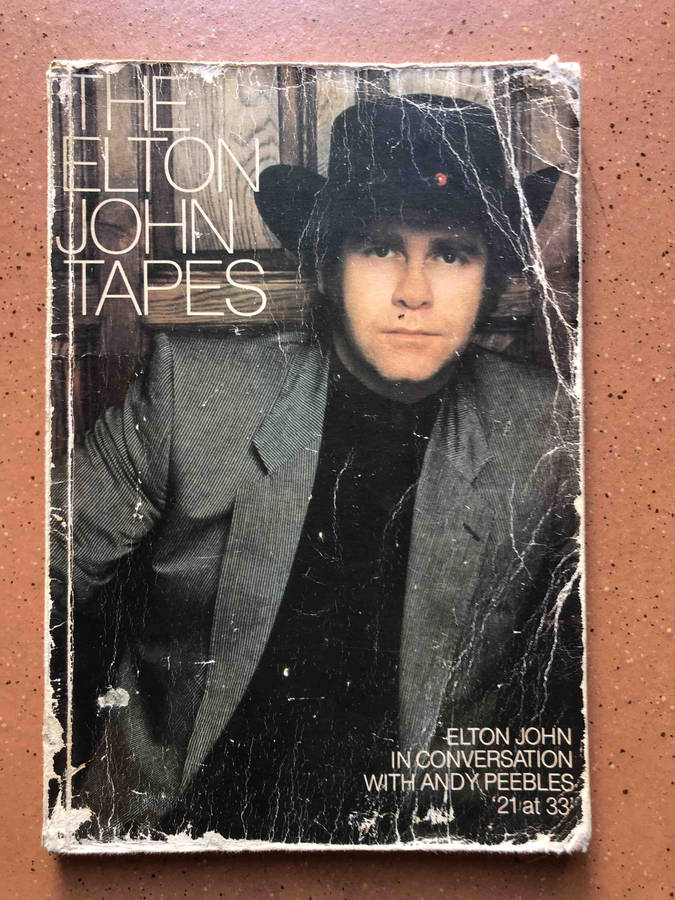 THE
ELTON
JOHN
TAPES
ELTON JOHN
IN CONVERSATION
WITH ANDY PEEBLES
'21 at 33'